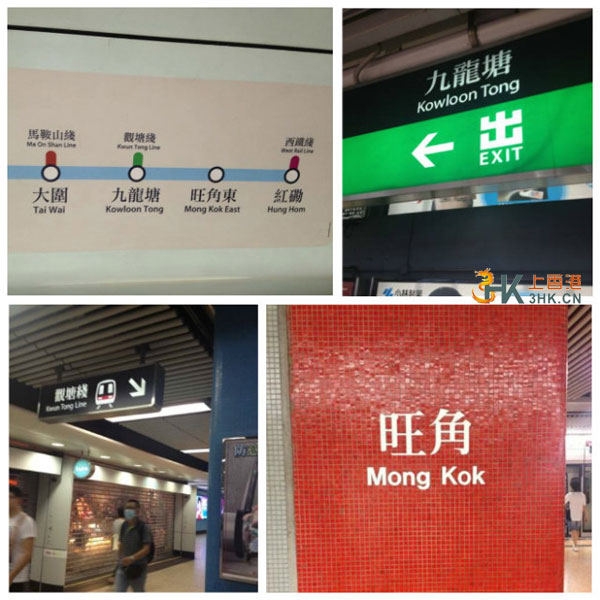 馬鞍山綫
Ma On Shan Line
觀塘綫
Kwun Tong Line
西鐵綫
West Rail Line
大圍
Tai Wai
九龍塘
Kowloon Tong
旺角東
Mong Kok East
紅磡
Hung Hom
九龍塘
Kowloon Tong
出
EXIT
3HK 上香港
3HK.CN
觀塘綫
Kwun Tong Line
旺角
Mong Kok